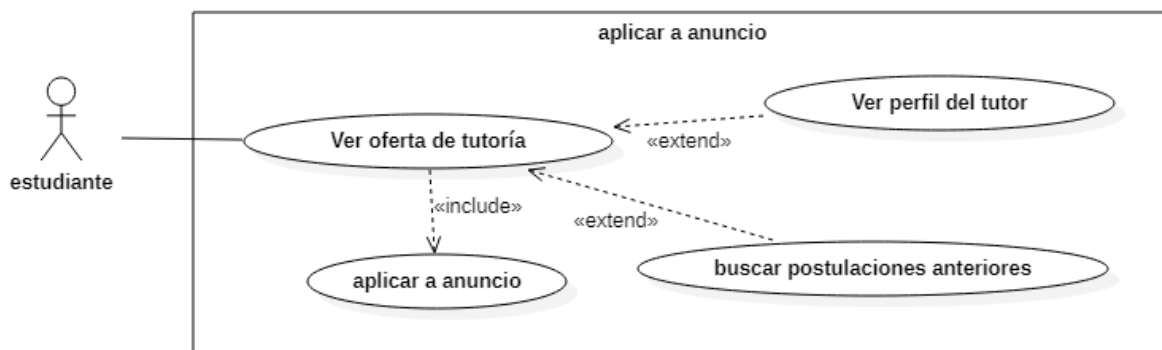 aplicar a anuncio
Ver perfil del tutor
Ver oferta de tutoría
«extend»
estudiante
«include»
«extend»
aplicar a anuncio
buscar postulaciones anteriores